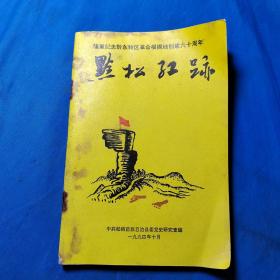 隆重纪念黔东特区革命根据地创建六十周年
黔松红迹
中共松桃苗族自治县委党史研究室编
一九九四年十月